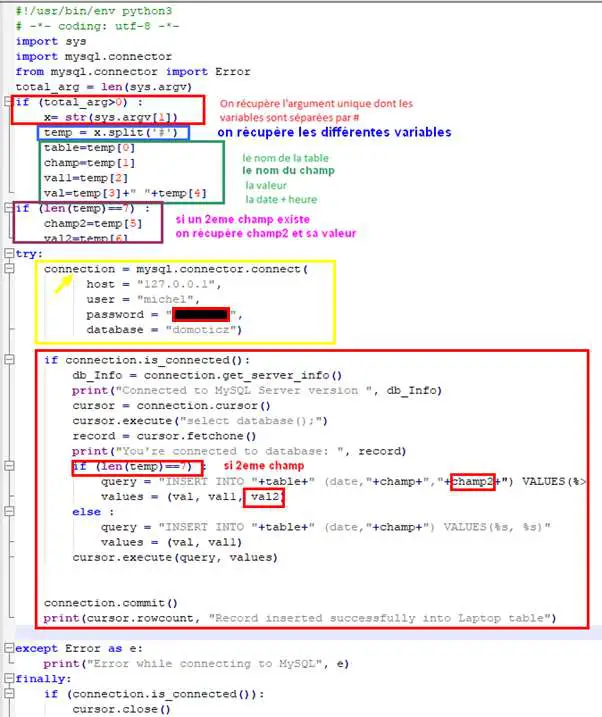 #!/usr/bin/env python3
# -*- coding: utf-8 -*-
import sys
import mysql.connector
from mysql.connector import Error
total_arg = len(sys.argv)
if (total_arg>0) :
x= str(sys.argv[1])
On récupère l'argument unique dont les
variables sont séparées par #
temp = x.split('#')
on récupère les différentes variables
table=temp[0]
le nom de la table
champ=temp[1]
le nom du champ
val1=temp[2]
la valeur
val=temp[3]+" "+temp[4]
la date + heure
if (len(temp)==7) :
si un 2eme champ existe
champ2=temp[5]
on récupère champ2 et sa valeur
val2=temp[6]
try:
connection = mysql.connector.connect(
host = "127.0.0.1",
user = "michel",
password = " ",
database = "domoticz")
if connection.is_connected():
db_Info = connection.get_server_info()
print("Connected to MySQL Server version ", db_Info)
cursor = connection.cursor()
cursor.execute("select database();")
record = cursor.fetchone()
print("You're connected to database: ", record)
if (len(temp)==7) :
si 2eme champ
query = "INSERT INTO "+table+" (date,"+champ+","+champ2+") VALUES(%>
values = (val, val1, val2)
else :
query = "INSERT INTO "+table+" (date,"+champ+") VALUES(%s, %s)"
values = (val, val1)
cursor.execute(query, values)
connection.commit()
print(cursor.rowcount, "Record inserted successfully into Laptop table")
except Error as e:
print("Error while connecting to MySQL", e)
finally:
if (connection.is_connected()):
cursor.close()